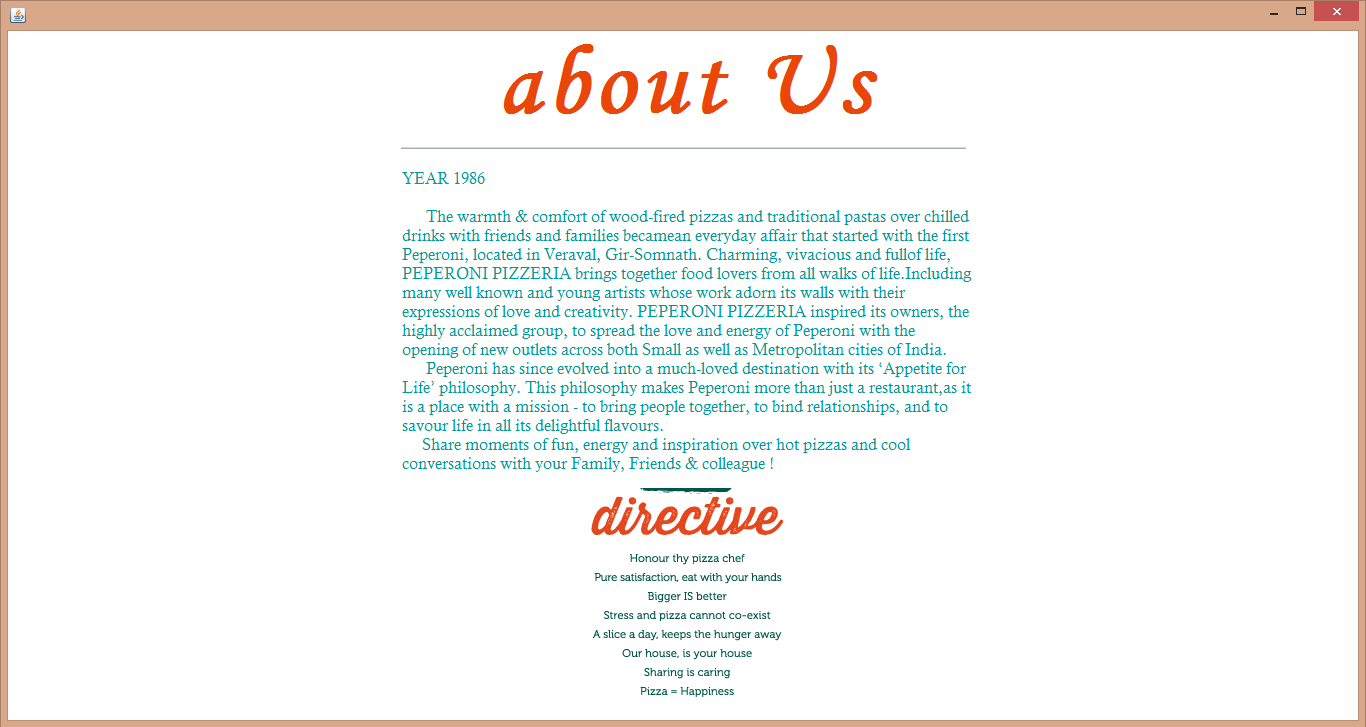 about Us
YEAR 1986
The warmth & comfort of wood-fired pizzas and traditional pastas over chilled
drinks with friends and families becamean everyday affair that started with the first
Peperoni, located in Veraval, Gir-Somnath. Charming, vivacious and fullof life,
PEPERONI PIZZERIA brings together food lovers from all walks of life.Including
many well known and young artists whose work adorn its walls with their
expressions of love and creativity. PEPERONI PIZZERIA inspired its owners, the
highly acclaimed group, to spread the love and energy of Peperoni with the
opening of new outlets across both Small as well as Metropolitan cities of India.
Peperoni has since evolved into a much-loved destination with its ‘Appetite for
Life’ philosophy. This philosophy makes Peperoni more than just a restaurant,as it
is a place with a mission - to bring people together, to bind relationships, and to
savour life in all its delightful flavours.
Share moments of fun, energy and inspiration over hot pizzas and cool
conversations with your Family, Friends & colleague !
directive
Honour thy pizza chef
Pure satisfaction, eat with your hands
Bigger IS better
Stress and pizza cannot co-exist
A slice a day, keeps the hunger away
Our house, is your house
Sharing is caring
Pizza = Happiness